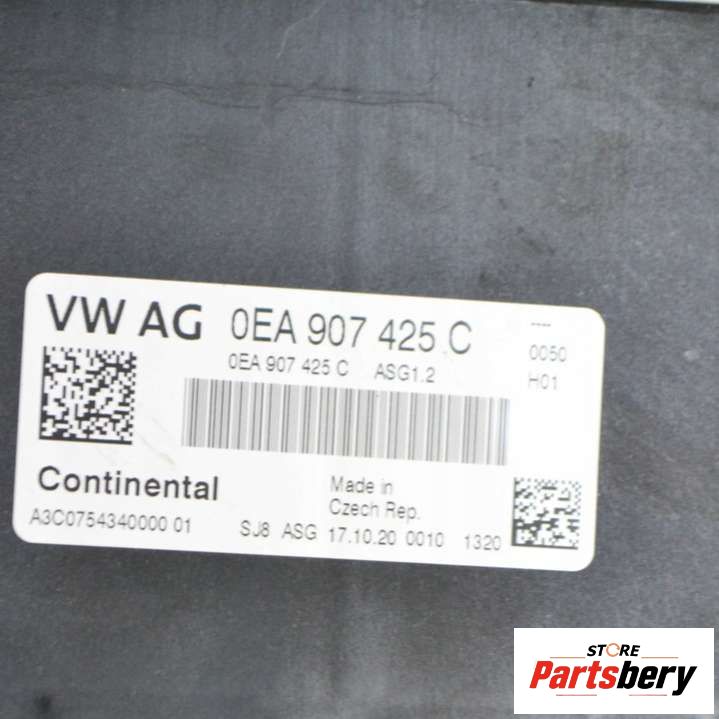 VW AG 0EA 907 425 C ----
0EA 907 425 C ASG1.2 0050
H01
Continental Made in
Czech Rep.
A3C0754340000 01 SJ8 ASG 17.10.20 0010 1320
STORE
Partsbery